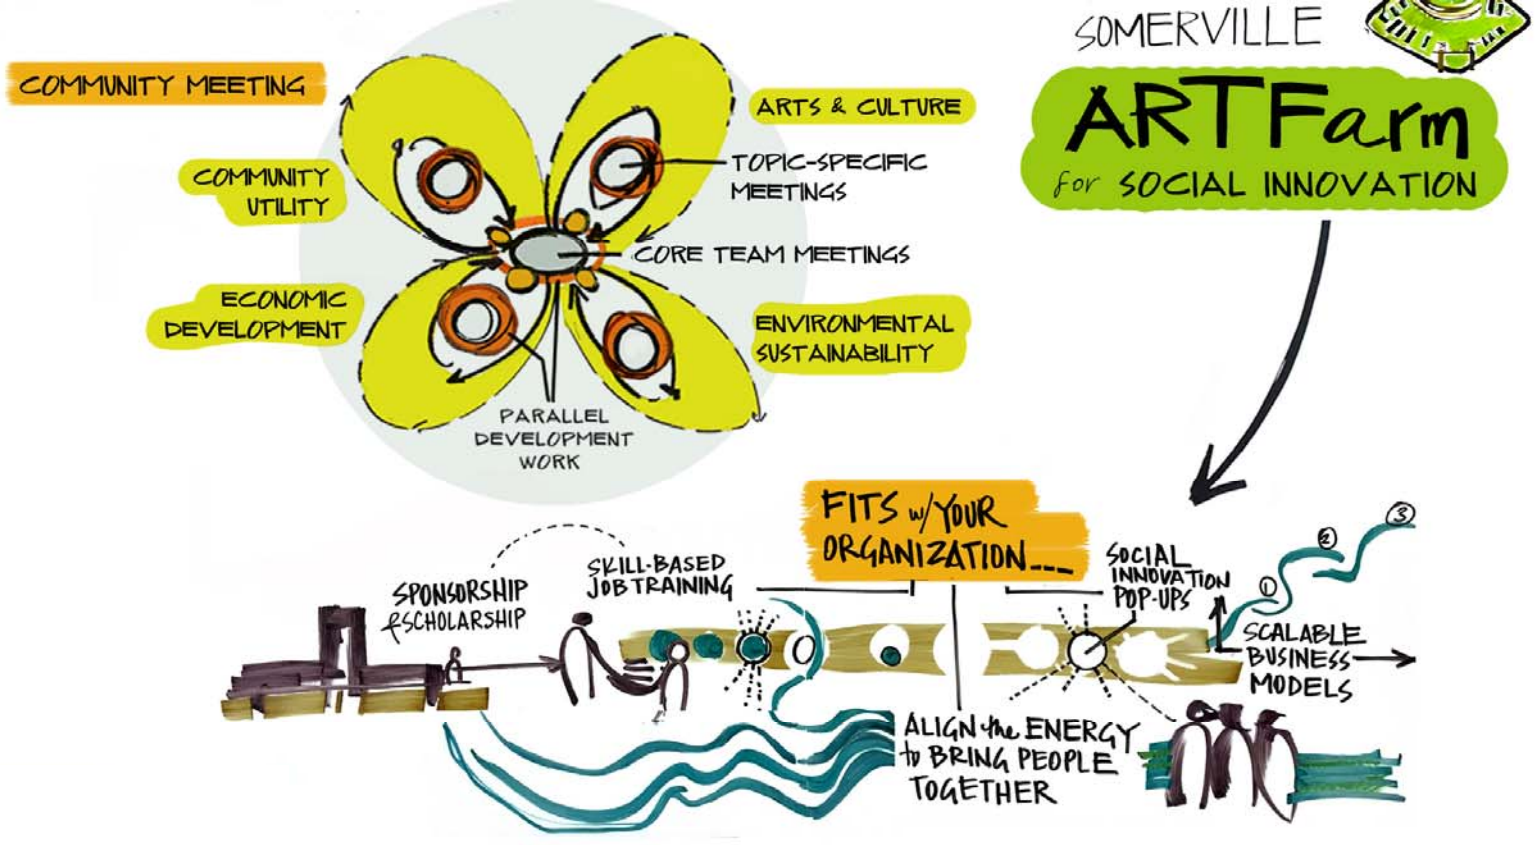 SOMERVILLE
ARTFarm
for SOCIAL INNOVATION
COMMUNITY MEETING
ARTS & CULTURE
COMMUNITY
UTILITY
TOPIC-SPECIFIC
MEETINGS
CORE TEAM MEETINGS
ECONOMIC
DEVELOPMENT
ENVIRONMENTAL
SUSTAINABILITY
PARALLEL
DEVELOPMENT
WORK
FITS w/YOUR
ORGANIZATION...
SPONSORSHIP
&SCHOLARSHIP
SKILL-BASED
JOB TRAINING
SOCIAL
INNOVATION
POP-UPS
1
2
3
SCALABLE
BUSINESS
MODELS
ALIGN the ENERGY
to BRING PEOPLE
TOGETHER